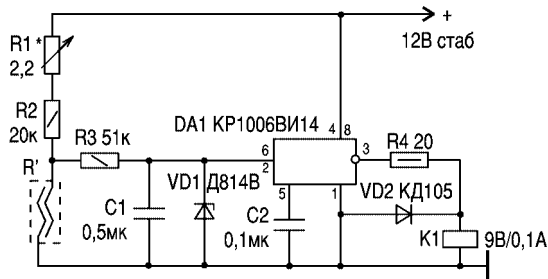 +
12В стаб
R1*
2,2
R2
20к
R3 51к
DA1 КР1006ВИ14
4 8
3
R4 20
6
2
R'
VD1 Д814В
5
1
VD2 КД105
C1
0,5мк
C2
0,1мк
К1
9В/0,1А